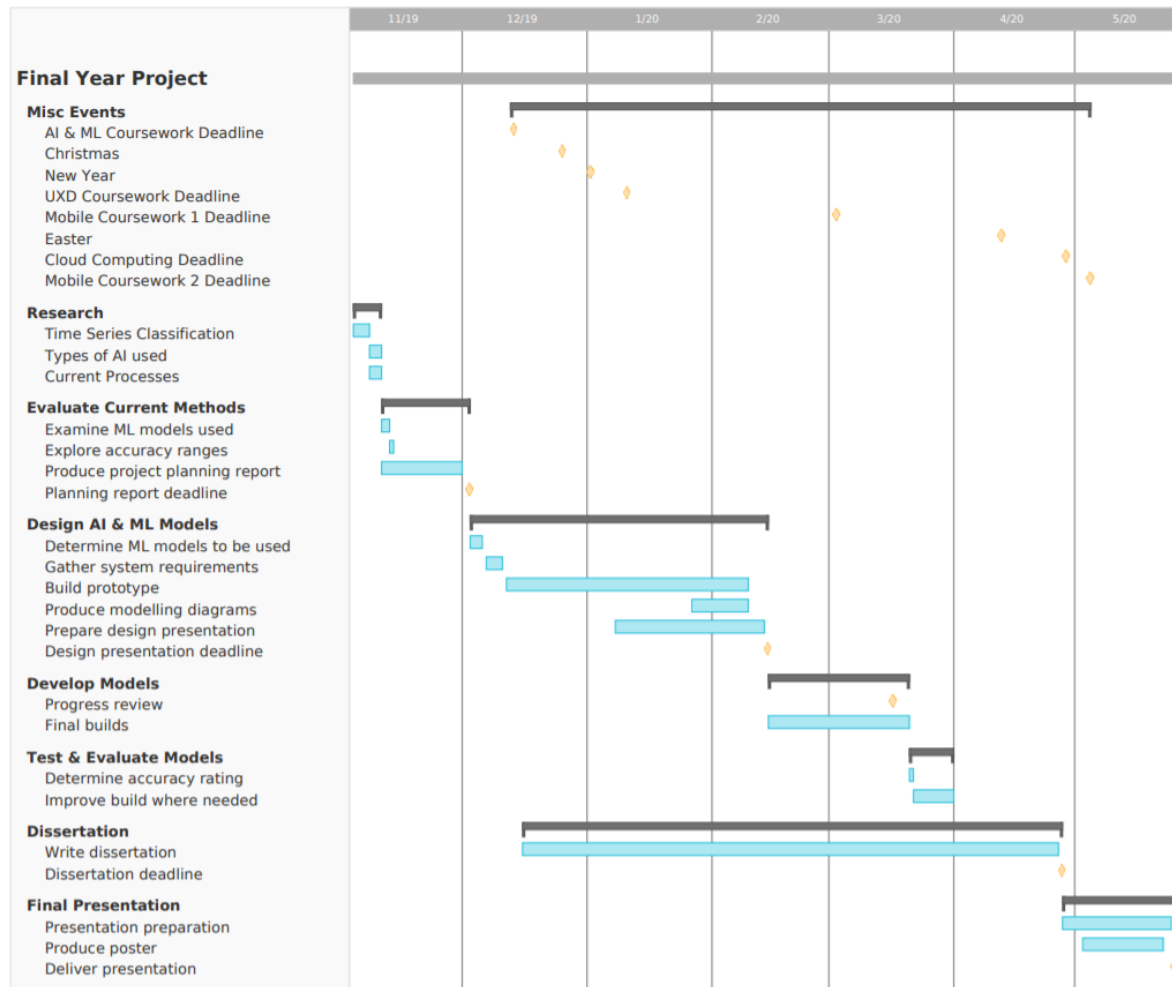 11/19 12/19 1/20 2/20 3/20 4/20 5/20
Final Year Project
Misc Events
AI & ML Coursework Deadline
Christmas
New Year
UXD Coursework Deadline
Mobile Coursework 1 Deadline
Easter
Cloud Computing Deadline
Mobile Coursework 2 Deadline
Research
Time Series Classification
Types of AI used
Current Processes
Evaluate Current Methods
Examine ML models used
Explore accuracy ranges
Produce project planning report
Planning report deadline
Design AI & ML Models
Determine ML models to be used
Gather system requirements
Build prototype
Produce modelling diagrams
Prepare design presentation
Design presentation deadline
Develop Models
Progress review
Final builds
Test & Evaluate Models
Determine accuracy rating
Improve build where needed
Dissertation
Write dissertation
Dissertation deadline
Final Presentation
Presentation preparation
Produce poster
Deliver presentation